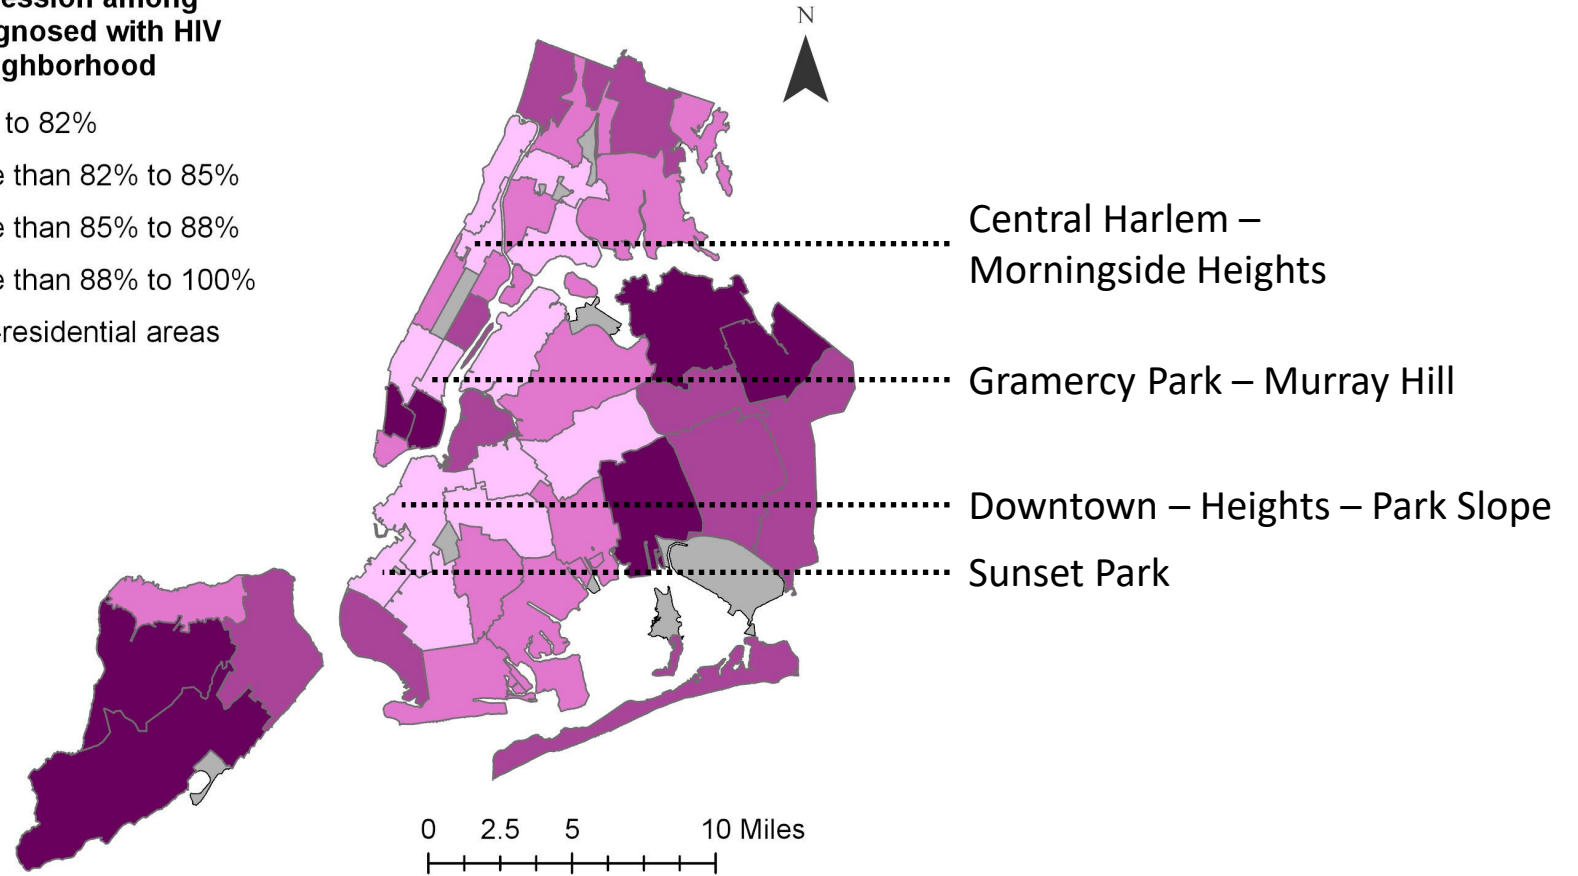 diagnosed with HIV
neighborhood
to 82%
than 82% to 85%
than 85% to 88%
than 88% to 100%
-residential areas
N
Central Harlem –
Morningside Heights
Gramercy Park – Murray Hill
Downtown – Heights – Park Slope
Sunset Park
0 2.5 5 10 Miles